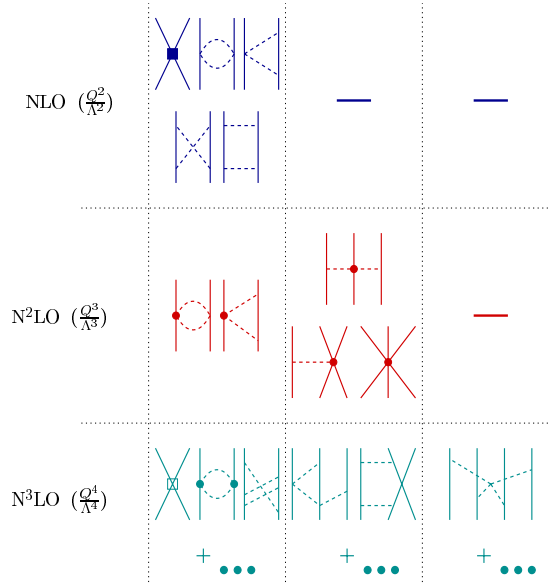 NLO (Q²/Λ²)
N²LO (Q³/Λ³)
N³LO (Q⁴/Λ⁴)
+ ... + ... + ...